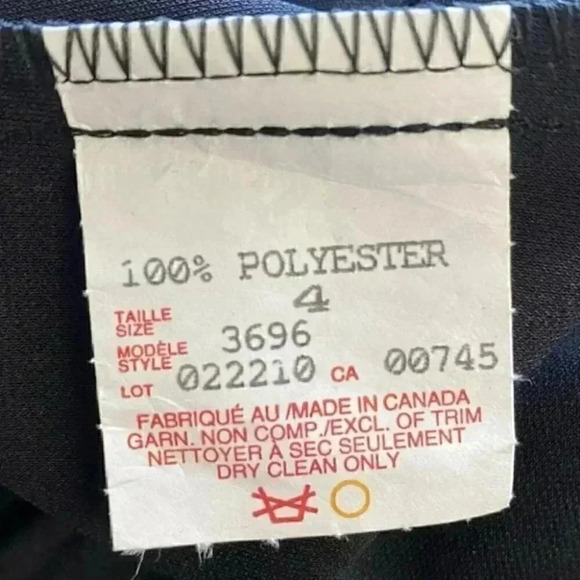 100% POLYESTER
TAILLE
SIZE 4
MODÈLE
STYLE 3696
LOT 022210 CA 00745
FABRIQUÉ AU /MADE IN CANADA
GARN. NON COMP./EXCL. OF TRIM
NETTOYER À SEC SEULEMENT
DRY CLEAN ONLY